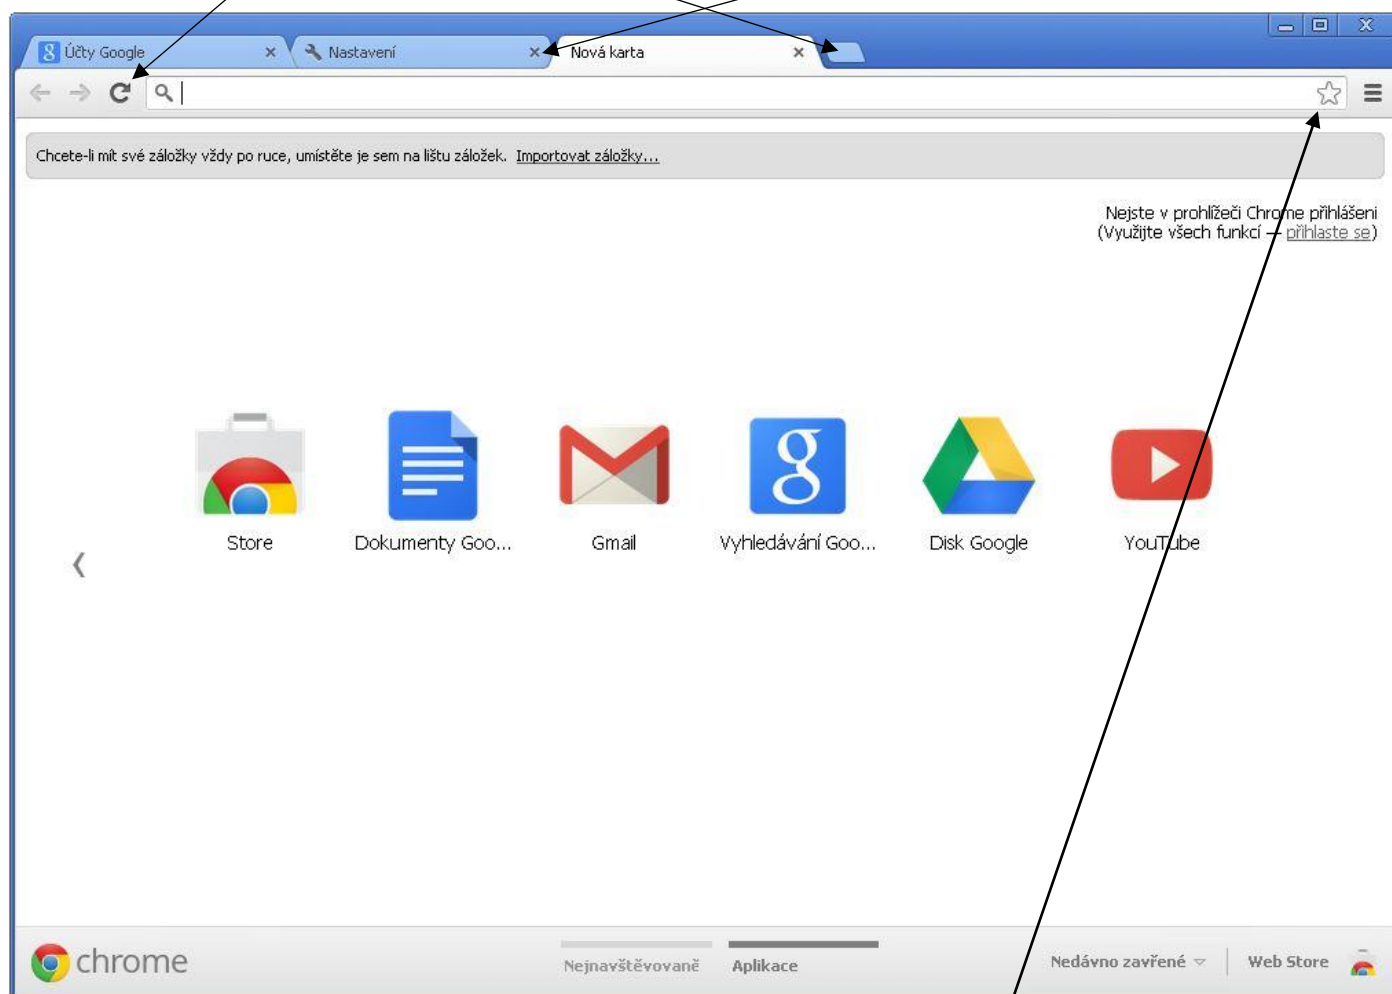 Účty Google
Nastavení
Nová karta
Chcete-li mít své záložky vždy po ruce, umístěte je sem na lištu záložek. Importovat záložky...
Nejste v prohlížeči Chrome přihlášeni
(Využijte všech funkcí — přihlaste se)
Store
Dokumenty Goo...
Gmail
Vyhledávání Goo...
Disk Google
YouTube
chrome
Nejnavštěvovaně
Aplikace
Nedávno zavřené
Web Store